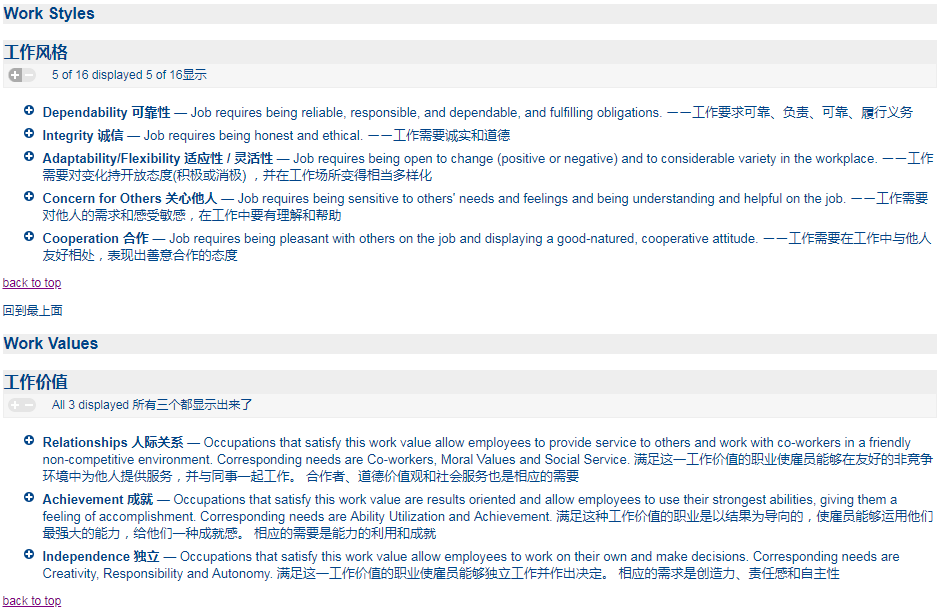 Work Styles
工作风格
5 of 16 displayed 5 of 16显示
Dependability 可靠性 — Job requires being reliable, responsible, and dependable, and fulfilling obligations. 一一工作要求可靠、负责、可靠、履行义务
Integrity 诚信 — Job requires being honest and ethical. 一一工作需要诚实和道德
Adaptability/Flexibility 适应性 / 灵活性 — Job requires being open to change (positive or negative) and to considerable variety in the workplace. 一一工作
需要对变化持开放态度(积极或消极) ，并在工作场所变得相当多样化
Concern for Others 关心他人 — Job requires being sensitive to others' needs and feelings and being understanding and helpful on the job. 一一工作需要
对他人的需求和感受敏感，在工作中要有理解和帮助
Cooperation 合作 — Job requires being pleasant with others on the job and displaying a good-natured, cooperative attitude. 一一工作需要在工作中与他人
友好相处，表现出善意合作的态度
back to top
回到最上面
Work Values
工作价值
All 3 displayed 所有三个都显示出来了
Relationships 人际关系 — Occupations that satisfy this work value allow employees to provide service to others and work with co-workers in a friendly
non-competitive environment. Corresponding needs are Co-workers, Moral Values and Social Service. 满足这一工作价值的职业使雇员能够在友好的非竞争
环境中为他人提供服务，并与同事一起工作。 合作者、道德价值观和社会服务也是相应的需要
Achievement 成就 — Occupations that satisfy this work value are results oriented and allow employees to use their strongest abilities, giving them a
feeling of accomplishment. Corresponding needs are Ability Utilization and Achievement. 满足这种工作价值的职业是以结果为导向的，使雇员能够运用他们
最强大的能力，给他们一种成就感。 相应的需要是能力的利用和成就
Independence 独立 — Occupations that satisfy this work value allow employees to work on their own and make decisions. Corresponding needs are
Creativity, Responsibility and Autonomy. 满足这一工作价值的职业使雇员能够独立工作并作出决定。 相应的需求是创造力、责任感和自主性
back to top